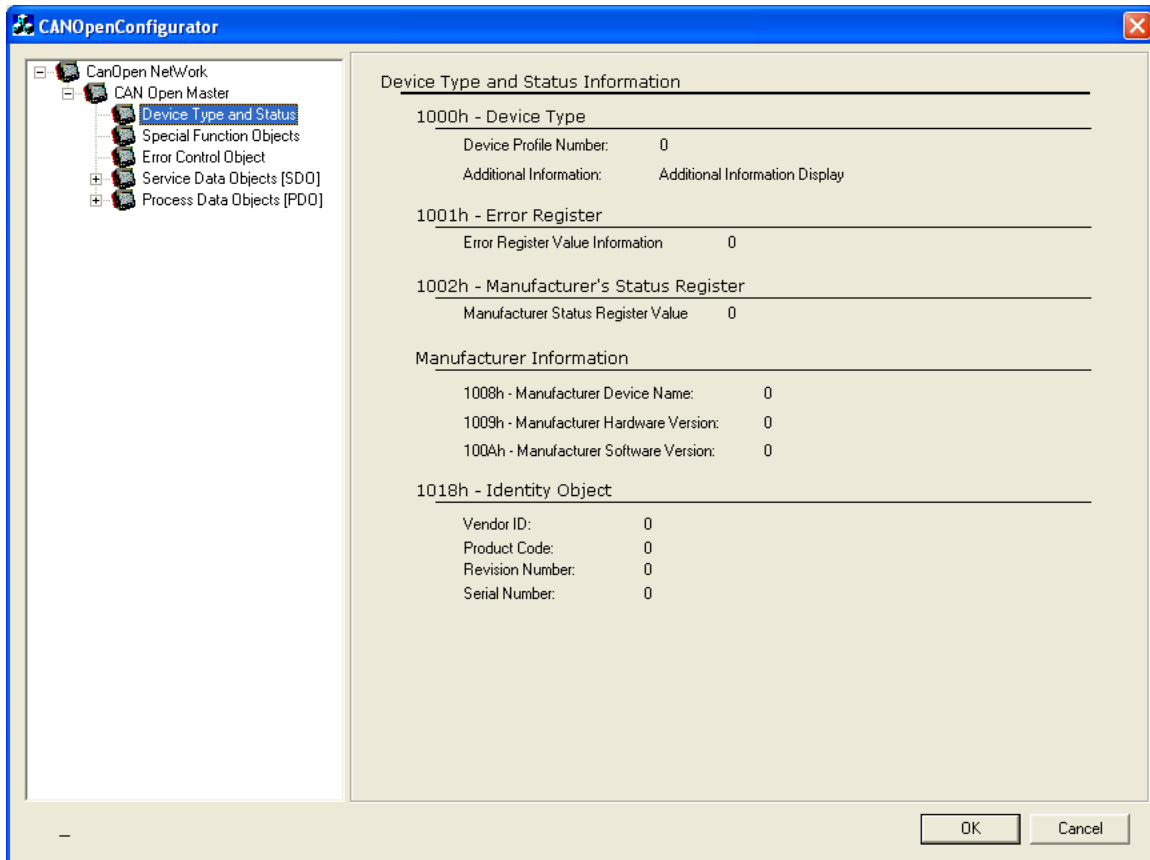 CANOpenConfigurator
CanOpen NetWork
CAN Open Master
Device Type and Status
Special Function Objects
Error Control Object
Service Data Objects [SDO]
Process Data Objects [PDO]
Device Type and Status Information
1000h - Device Type
Device Profile Number: 0
Additional Information: Additional Information Display
1001h - Error Register
Error Register Value Information 0
1002h - Manufacturer's Status Register
Manufacturer Status Register Value 0
Manufacturer Information
1008h - Manufacturer Device Name: 0
1009h - Manufacturer Hardware Version: 0
100Ah - Manufacturer Software Version: 0
1018h - Identity Object
Vendor ID: 0
Product Code: 0
Revision Number: 0
Serial Number: 0
OK Cancel